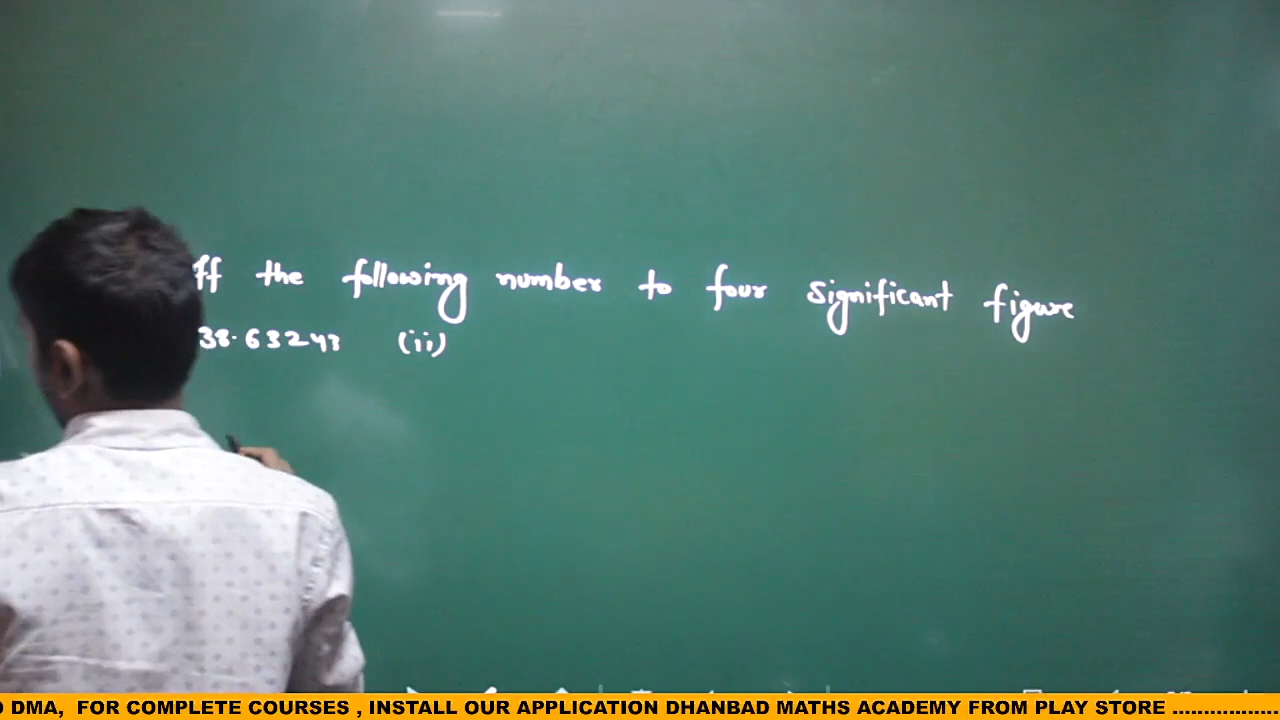 ff the following number to four significant figure
38.63243 (ii)
DMA, FOR COMPLETE COURSES , INSTALL OUR APPLICATION DHANBAD MATHS ACADEMY FROM PLAY STORE .................